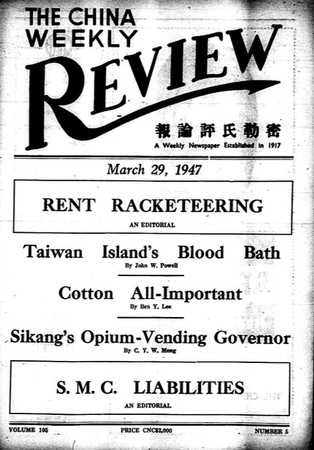 THE CHINA
WEEKLY
REVIEW
報論評氏勒密
A Weekly Newspaper Established in 1917
March 29, 1947
RENT RACKETEERING
AN EDITORIAL
Taiwan Island's Blood Bath
By John W. Powell
Cotton All-Important
By Ben Y. Lee
Sikang's Opium-Vending Governor
By C. Y. W. Meng
S. M. C. LIABILITIES
AN EDITORIAL
VOLUME 105 PRICE CNC$2,000 NUMBER 5